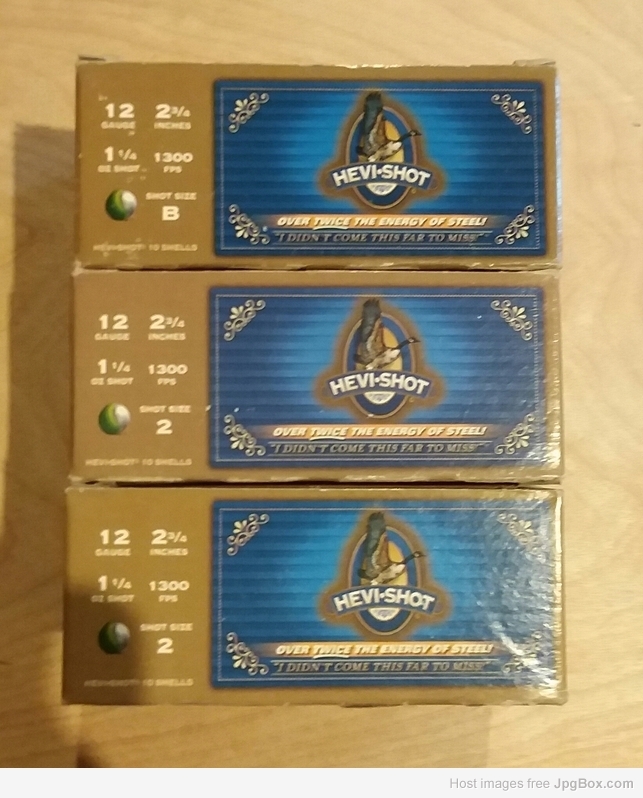 12 2 3/4
GAUGE INCHES
1 1/4 1300
OZ SHOT FPS
SHOT SIZE
B
HEVI-SHOT® 10 SHELLS
HEVI•SHOT
OVER TWICE THE ENERGY OF STEEL!
"I DIDN'T COME THIS FAR TO MISS"
12 2 3/4
GAUGE INCHES
1 1/4 1300
OZ SHOT FPS
SHOT SIZE
2
HEVI-SHOT® 10 SHELLS
HEVI•SHOT
OVER TWICE THE ENERGY OF STEEL!
"I DIDN'T COME THIS FAR TO MISS"
12 2 3/4
GAUGE INCHES
1 1/4 1300
OZ SHOT FPS
SHOT SIZE
2
HEVI-SHOT® 10 SHELLS
HEVI•SHOT
OVER TWICE THE ENERGY OF STEEL!
"I DIDN'T COME THIS FAR TO MISS"
Host images free JpgBox.com